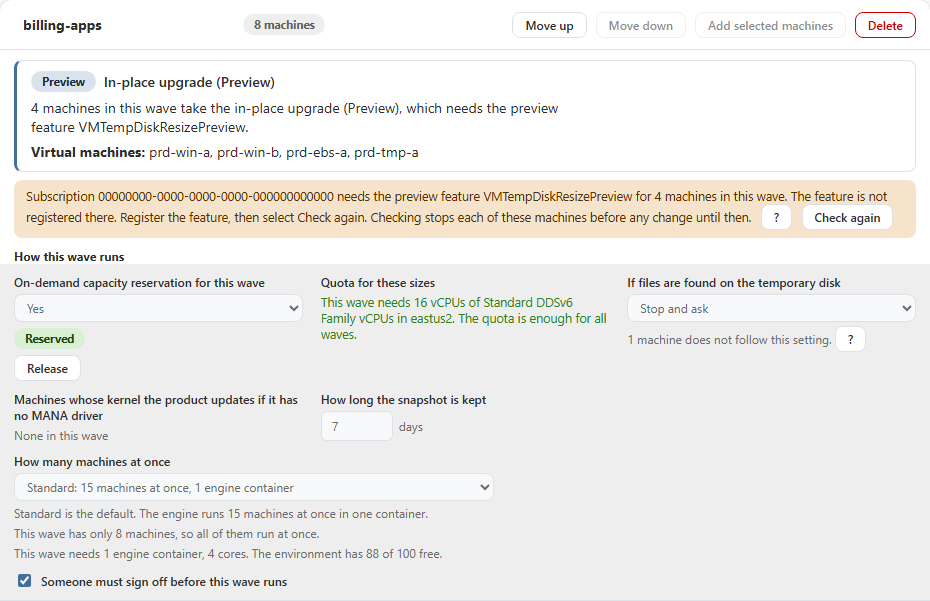 billing-apps
8 machines
Move up
Move down
Add selected machines
Delete
Preview
In-place upgrade (Preview)
4 machines in this wave take the in-place upgrade (Preview), which needs the preview
feature VMTempDiskResizePreview.
Virtual machines: prd-win-a, prd-win-b, prd-ebs-a, prd-tmp-a
Subscription 00000000-0000-0000-0000-000000000000 needs the preview feature VMTempDiskResizePreview for 4 machines in this wave. The feature is not
registered there. Register the feature, then select Check again. Checking stops each of these machines before any change until then.
?
Check again
How this wave runs
On-demand capacity reservation for this wave
Yes
Reserved
Release
Quota for these sizes
This wave needs 16 vCPUs of Standard DDSv6
Family vCPUs in eastus2. The quota is enough for all
waves.
If files are found on the temporary disk
Stop and ask
1 machine does not follow this setting.
?
Machines whose kernel the product updates if it has
no MANA driver
None in this wave
How long the snapshot is kept
7
days
How many machines at once
Standard: 15 machines at once, 1 engine container
Standard is the default. The engine runs 15 machines at once in one container.
This wave has only 8 machines, so all of them run at once.
This wave needs 1 engine container, 4 cores. The environment has 88 of 100 free.
Someone must sign off before this wave runs